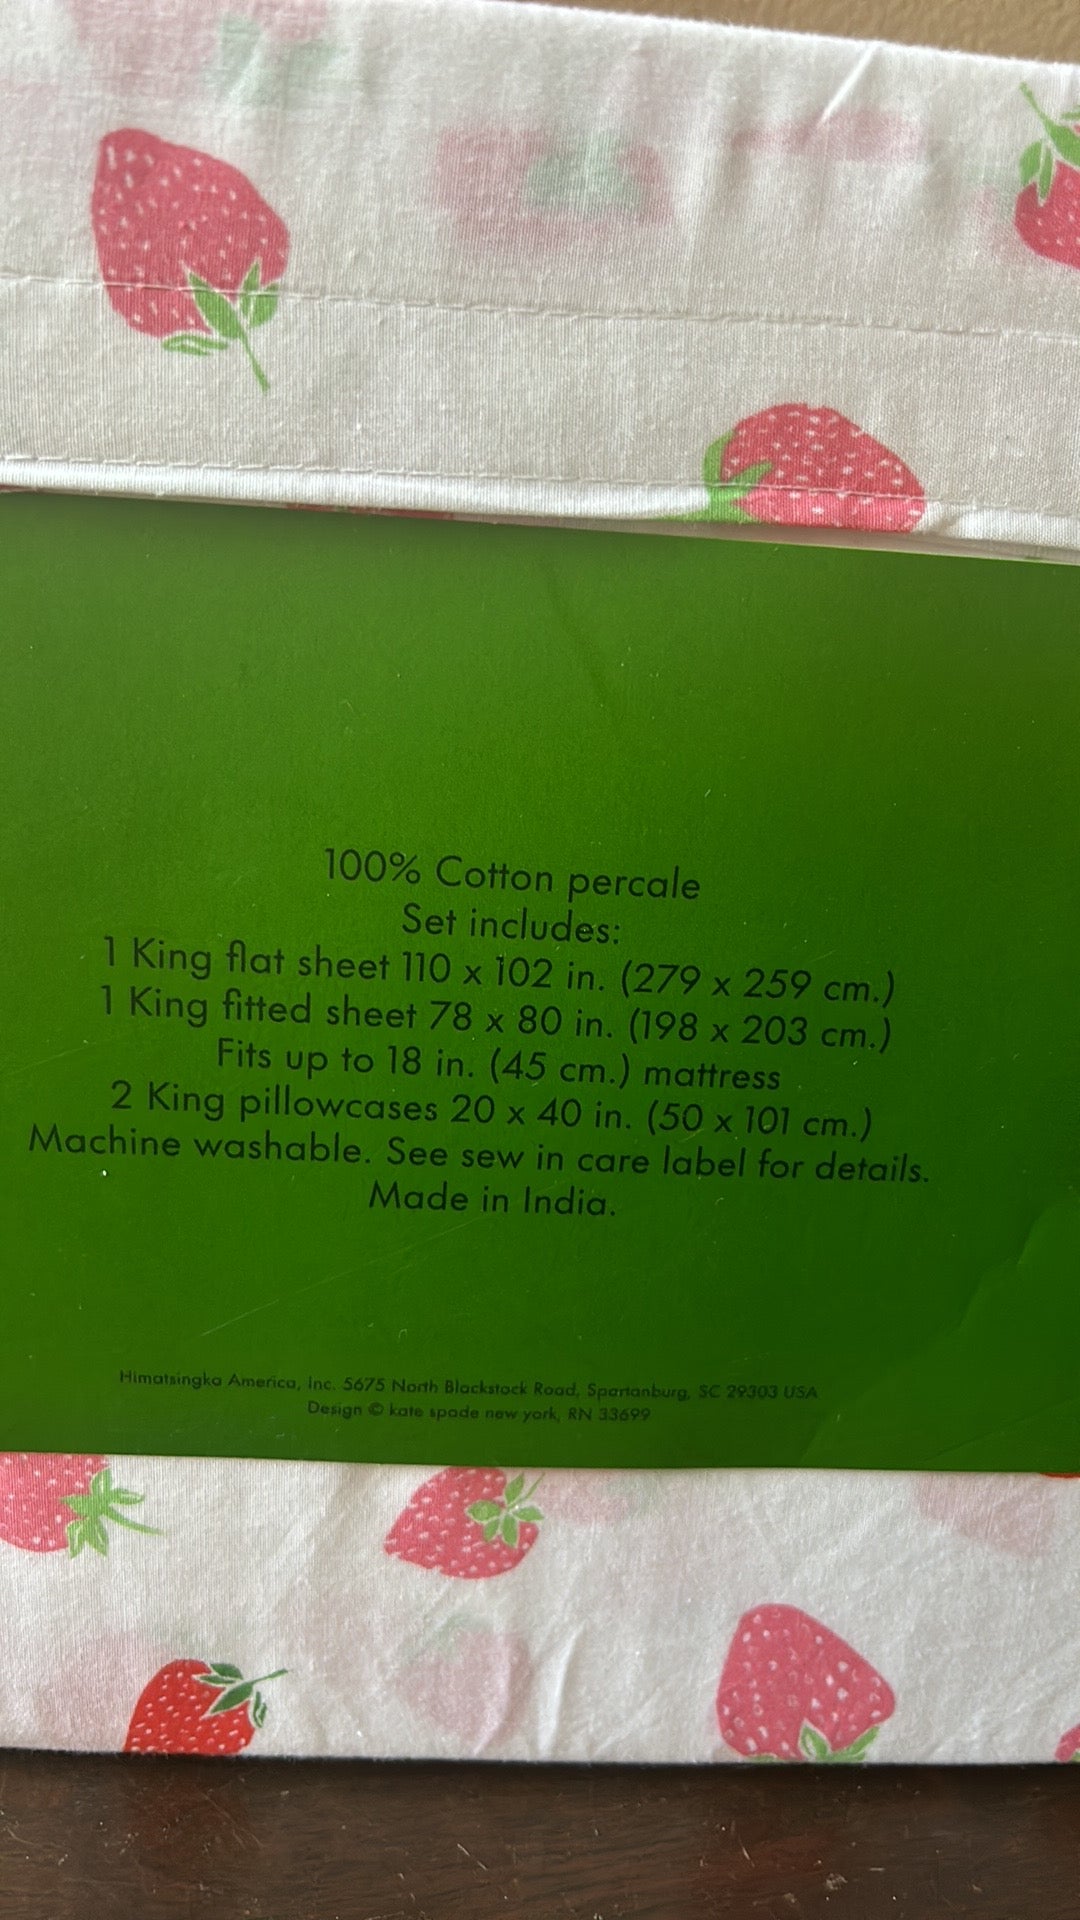 100% Cotton percale
Set includes:
1 King flat sheet 110 x 102 in. (279 x 259 cm.)
1 King fitted sheet 78 x 80 in. (198 x 203 cm.)
Fits up to 18 in. (45 cm.) mattress
2 King pillowcases 20 x 40 in. (50 x 101 cm.)
Machine washable. See sew in care label for details.
Made in India.
Himatsingka America, Inc. 5675 North Blackstock Road, Spartanburg, SC 29303 USA
Design © kate spade new york, RN 33699